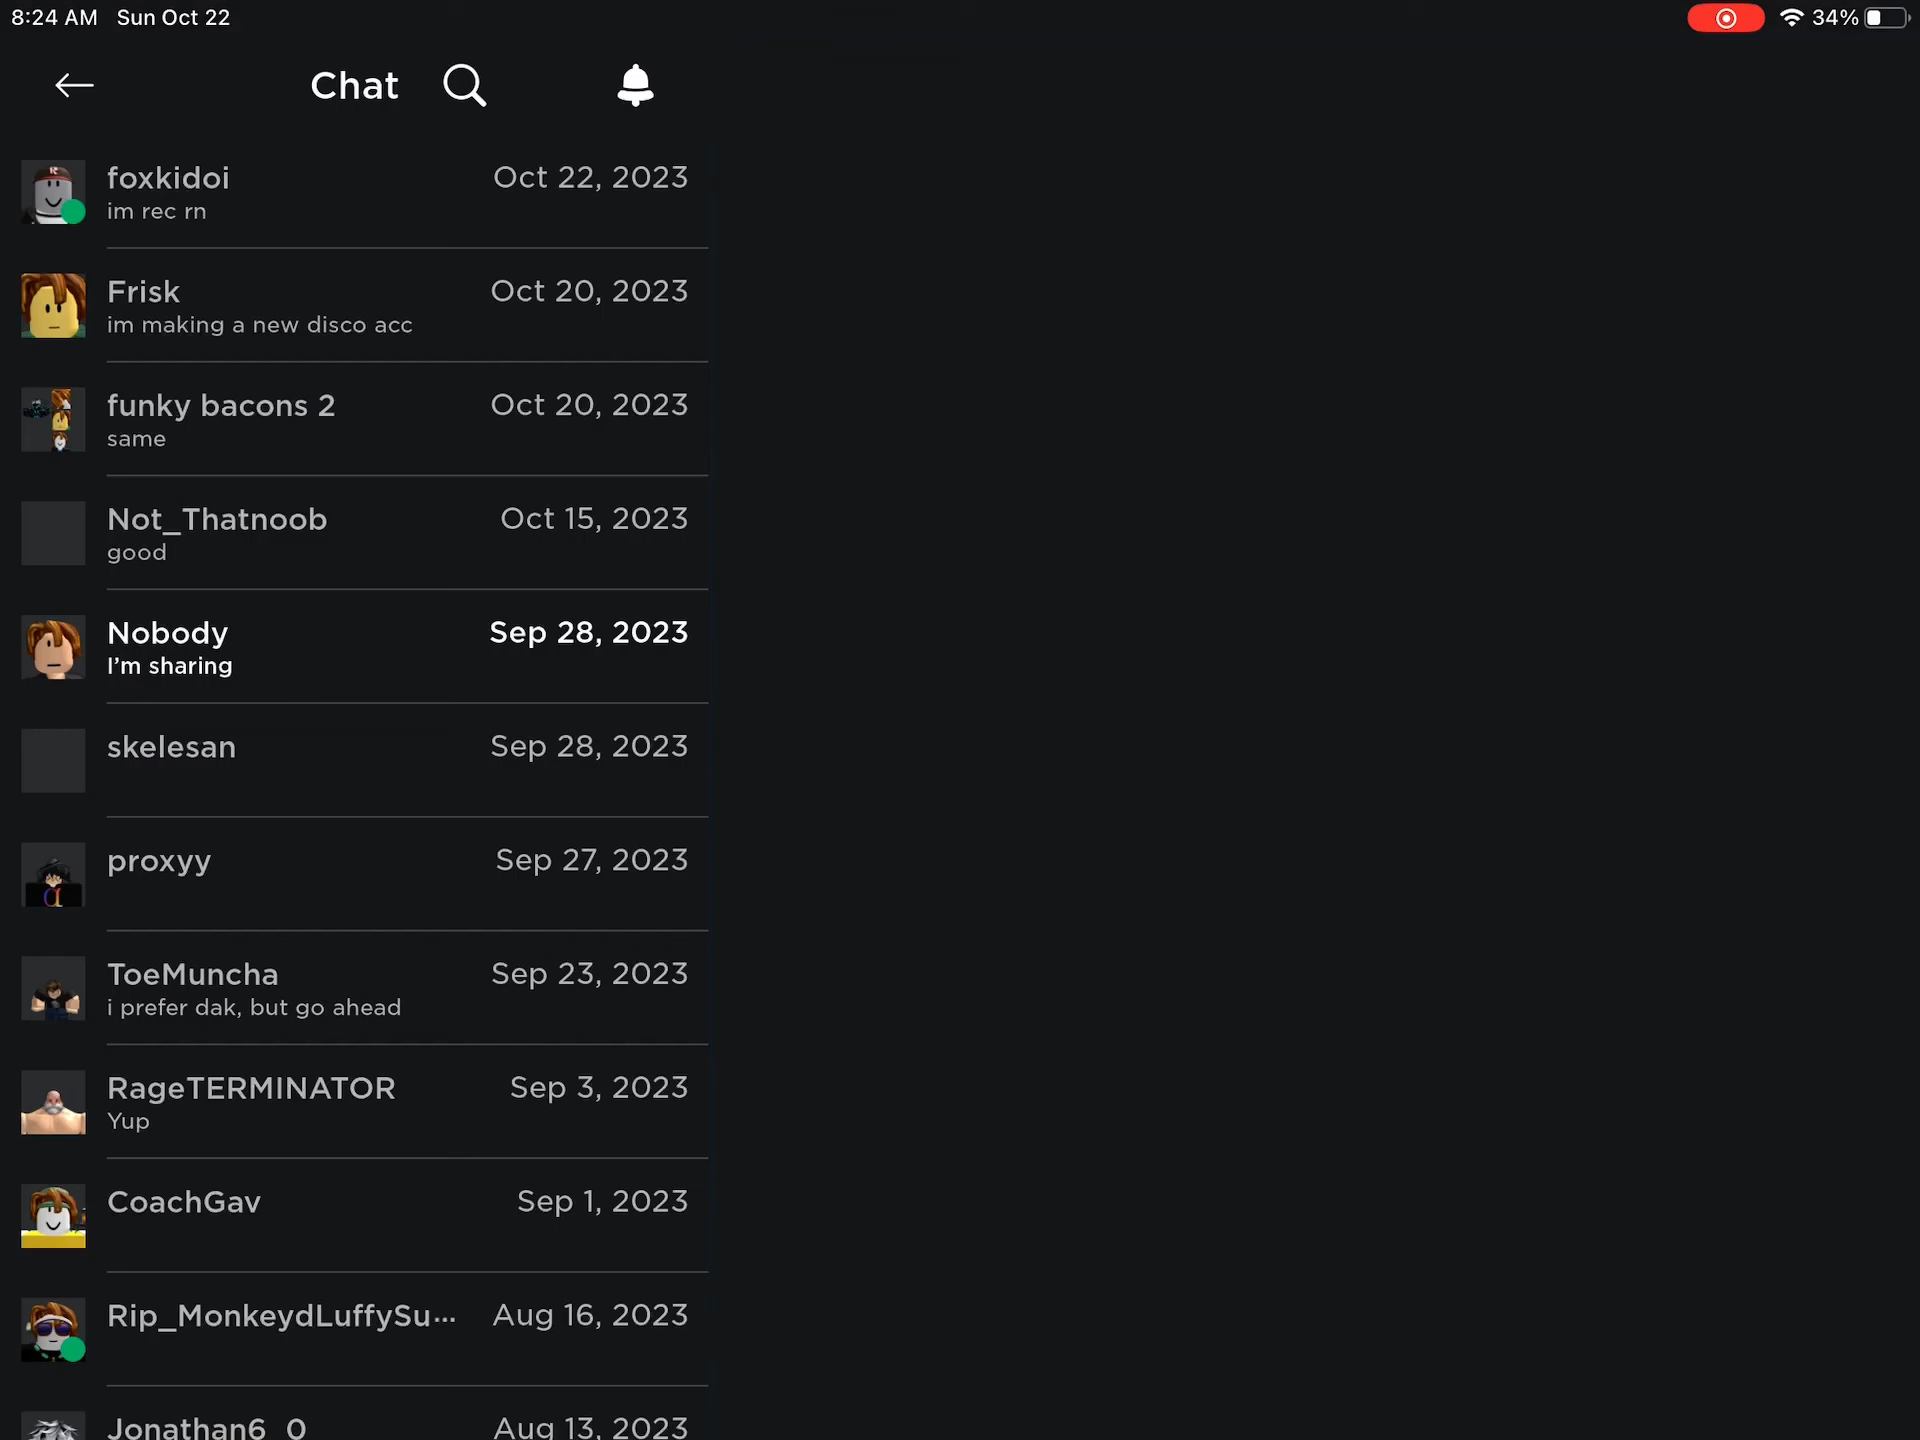 8:24 AM Sun Oct 22 34%
Chat
foxkidoi Oct 22, 2023
im rec rn
Frisk Oct 20, 2023
im making a new disco acc
funky bacons 2 Oct 20, 2023
same
Not_Thatnoob Oct 15, 2023
good
Nobody Sep 28, 2023
I’m sharing
skelesan Sep 28, 2023
proxyy Sep 27, 2023
ToeMuncha Sep 23, 2023
i prefer dak, but go ahead
RageTERMINATOR Sep 3, 2023
Yup
CoachGav Sep 1, 2023
Rip_MonkeydLuffySu... Aug 16, 2023
Jonathan6_0 Aug 13, 2023